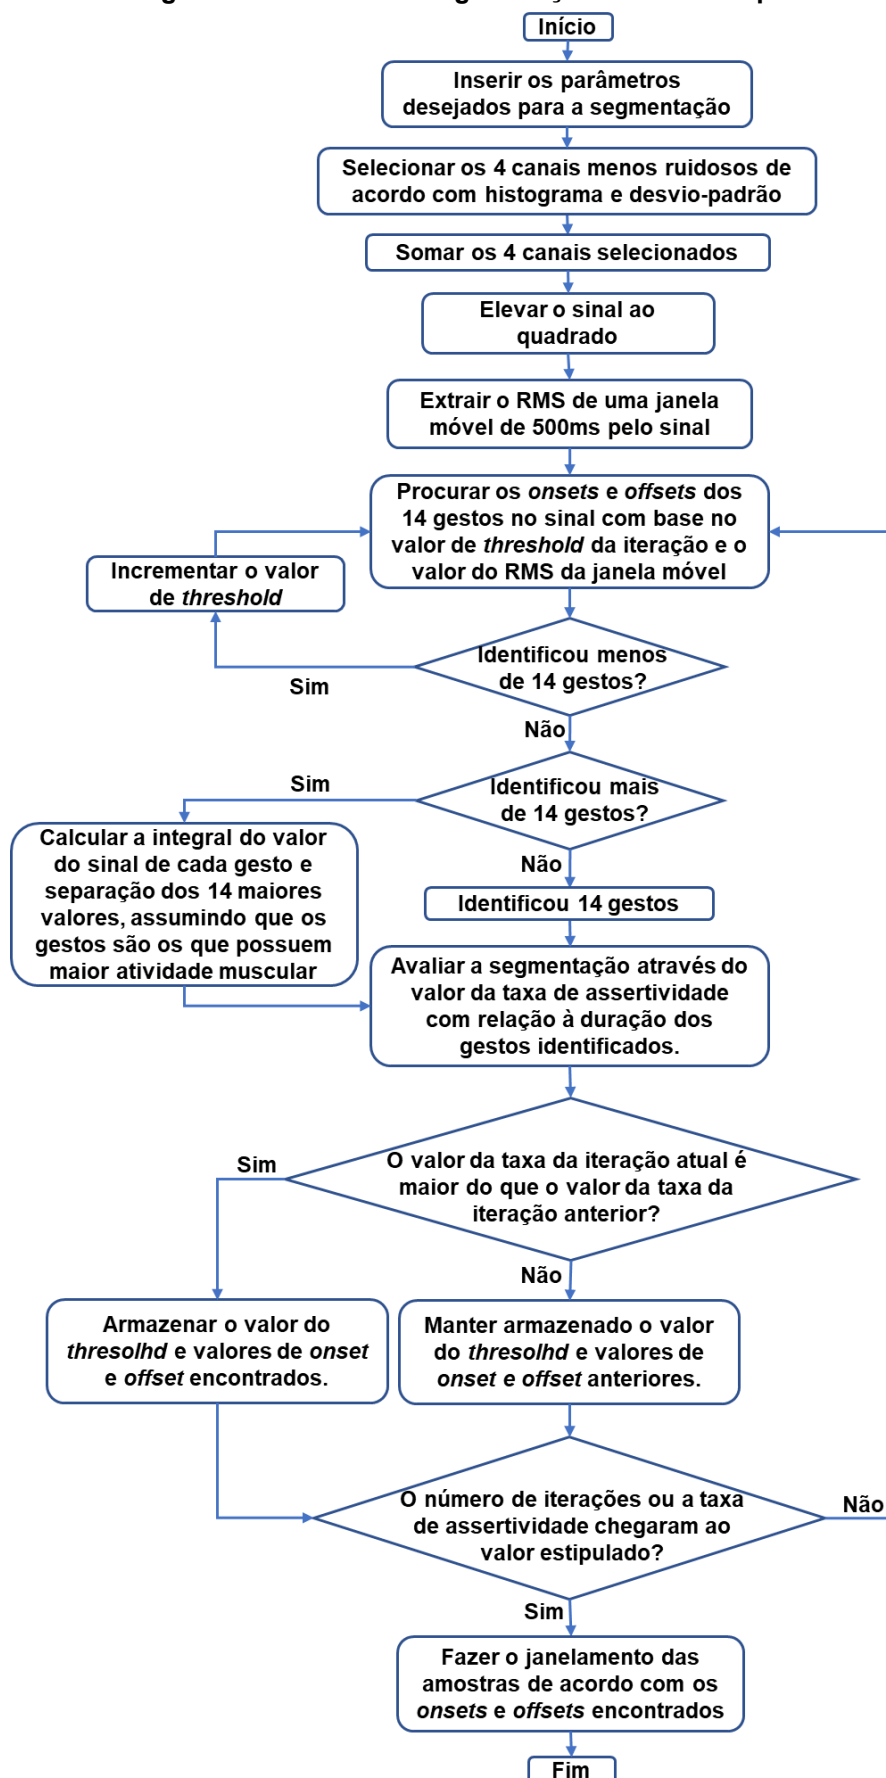 Início
Inserir os parâmetros
desejados para a segmentação
Selecionar os 4 canais menos ruidosos de
acordo com histograma e desvio-padrão
Somar os 4 canais selecionados
Elevar o sinal ao
quadrado
Extrair o RMS de uma janela
móvel de 500ms pelo sinal
Procurar os onsets e offsets dos
14 gestos no sinal com base no
valor de threshold da iteração e o
valor do RMS da janela móvel
Incrementar o valor
de threshold
Identificou menos
de 14 gestos?
Sim
Não
Identificou mais
de 14 gestos?
Sim
Calcular a integral do valor
do sinal de cada gesto e
separação dos 14 maiores
valores, assumindo que os
gestos são os que possuem
maior atividade muscular
Não
Identificou 14 gestos
Avaliar a segmentação através do
valor da taxa de assertividade
com relação à duração dos
gestos identificados.
Sim
O valor da taxa da iteração atual é
maior do que o valor da taxa da
iteração anterior?
Não
Armazenar o valor do
thresolhd e valores de onset
e offset encontrados.
Manter armazenado o valor
do thresolhd e valores de
onset e offset anteriores.
O número de iterações ou a taxa
de assertividade chegaram ao
valor estipulado?
Não
Sim
Fazer o janelamento das
amostras de acordo com os
onsets e offsets encontrados
Fim